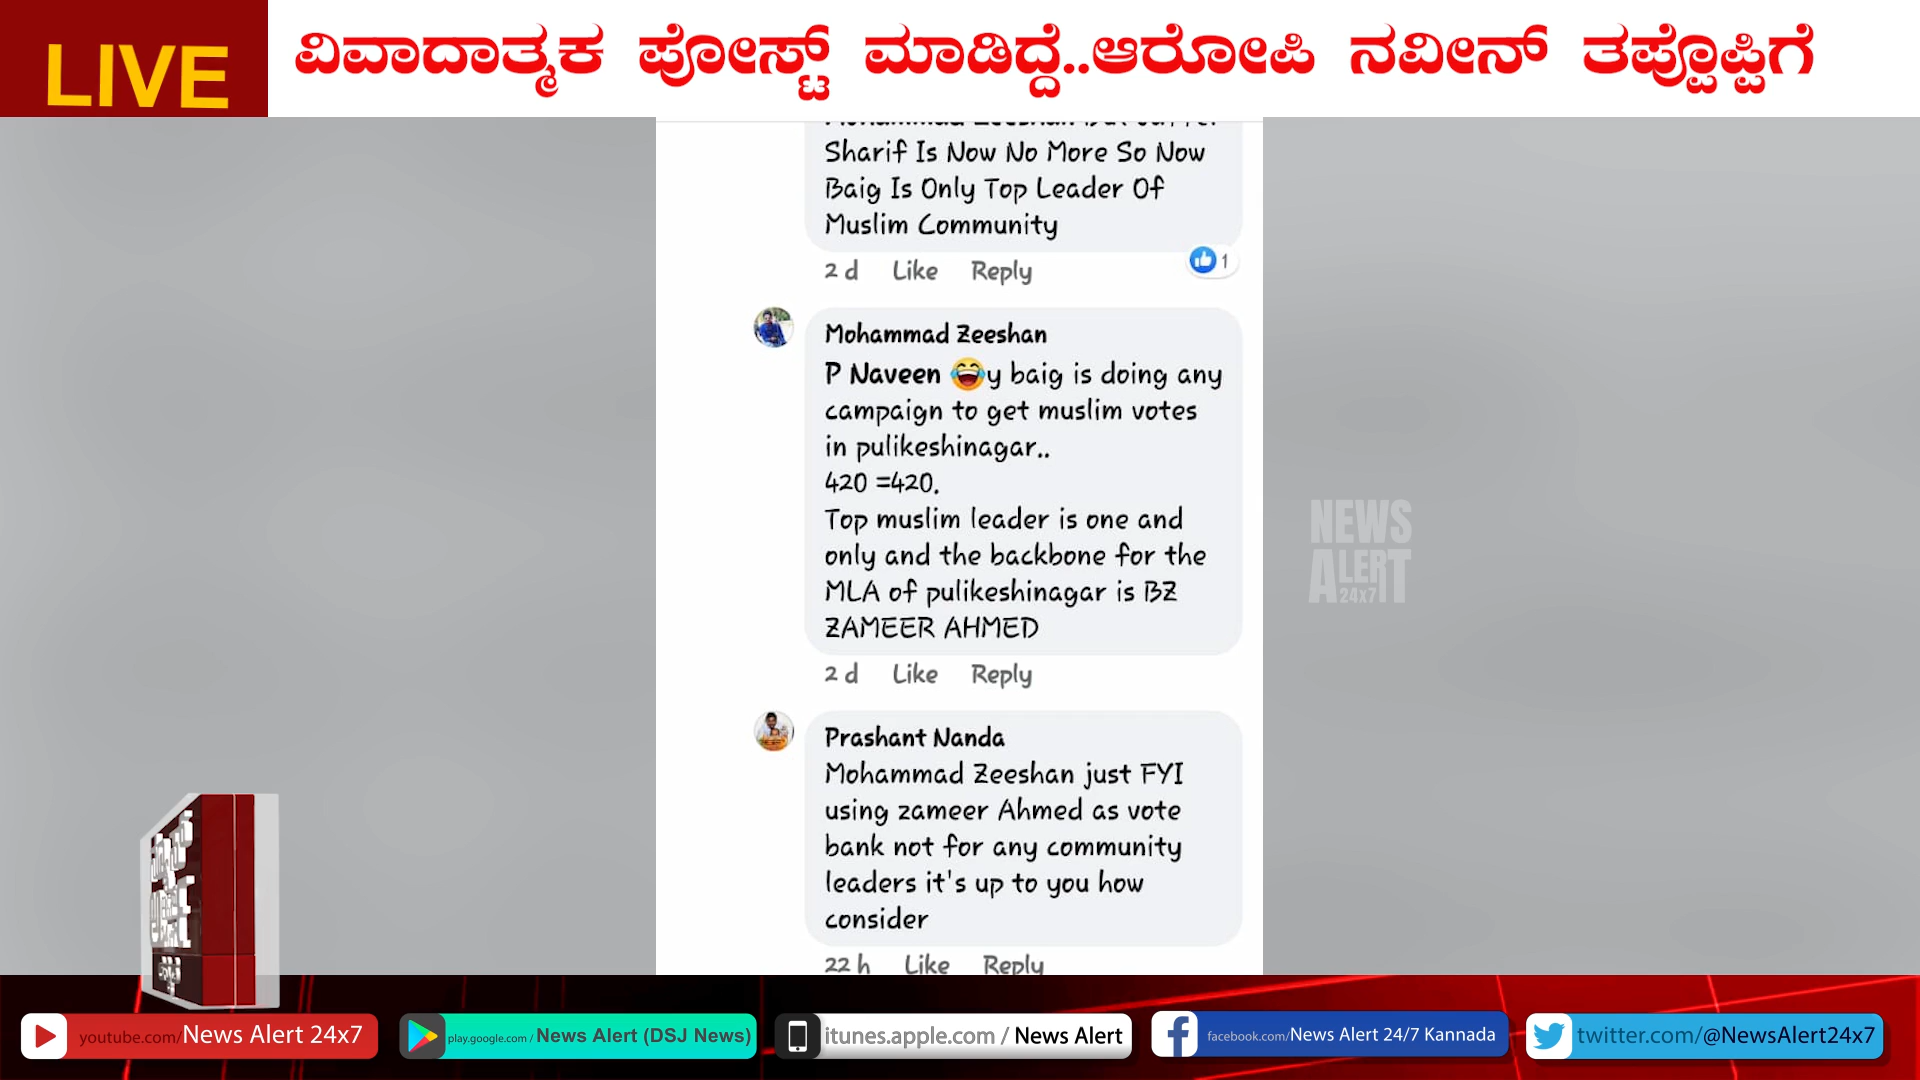 LIVE
ವಿವಾದಾತ್ಮಕ ಪೋಸ್ಟ್ ಮಾಡಿದ್ದೆ..ಆರೋಪಿ ನವೀನ್ ತಪ್ಪೊಪ್ಪಿಗೆ
Sharif Is Now No More So Now
Baig Is Only Top Leader Of
Muslim Community
2 d Like Reply
1
Mohammad Zeeshan
P Naveen 😂y baig is doing any
campaign to get muslim votes
in pulikeshinagar..
420 =420.
Top muslim leader is one and
only and the backbone for the
MLA of pulikeshinagar is BZ
ZAMEER AHMED
2 d Like Reply
Prashant Nanda
Mohammad Zeeshan just FYI
using zameer Ahmed as vote
bank not for any community
leaders it's up to you how
consider
22 h Like Reply
NEWS
ALERT
24x7
youtube.com/News Alert 24x7
play.google.com / News Alert (DSJ News)
itunes.apple.com / News Alert
facebook.com/News Alert 24/7 Kannada
twitter.com/@NewsAlert24x7